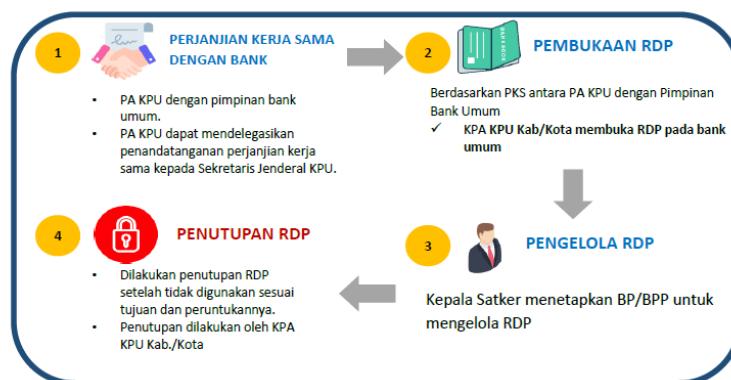 1
PERJANJIAN KERJA SAMA
DENGAN BANK
• PA KPU dengan pimpinan bank
umum.
• PA KPU dapat mendelegasikan
penandatanganan perjanjian kerja
sama kepada Sekretaris Jenderal KPU.
2
PEMBUKAAN RDP
Berdasarkan PKS antara PA KPU dengan Pimpinan
Bank Umum
✓ KPA KPU Kab/Kota membuka RDP pada bank
umum
3
PENGELOLA RDP
Kepala Satker menetapkan BP/BPP untuk
mengelola RDP
4
PENUTUPAN RDP
• Dilakukan penutupan RDP
setelah tidak digunakan sesuai
tujuan dan peruntukannya.
• Penutupan dilakukan oleh KPA
KPU Kab./Kota